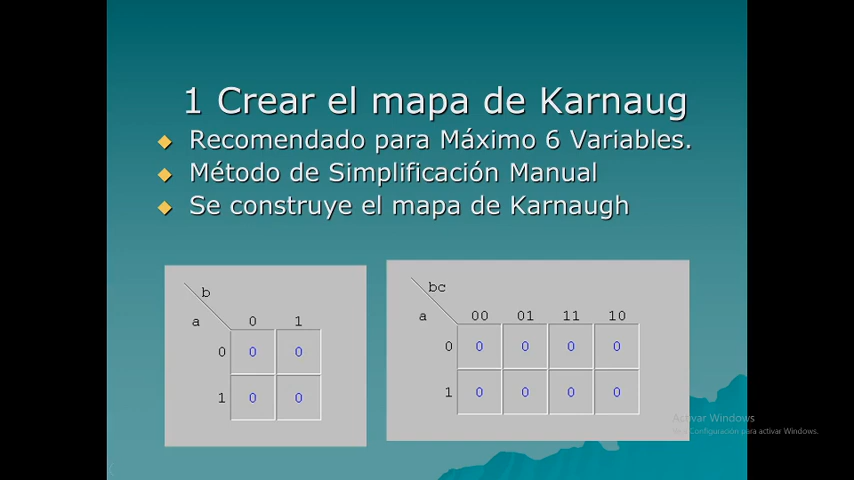 1 Crear el mapa de Karnaug
Recomendado para Máximo 6 Variables.
Método de Simplificación Manual
Se construye el mapa de Karnaugh
b
a 0 1
0 0 0
1 0 0
bc
a 00 01 11 10
0 0 0 0 0
1 0 0 0 0
Activar Windows
Configuración para activar Windows.